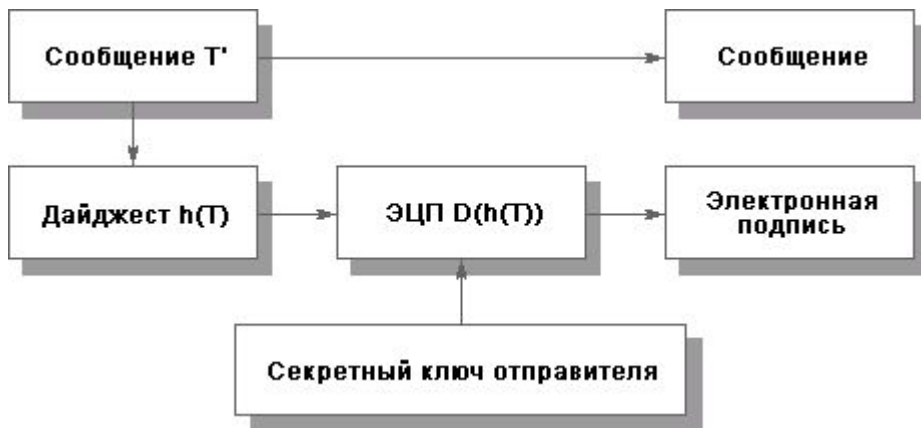 Сообщение T'
Сообщение
Дайджест h(T)
ЭЦП D(h(T))
Электронная
подпись
Секретный ключ отправителя